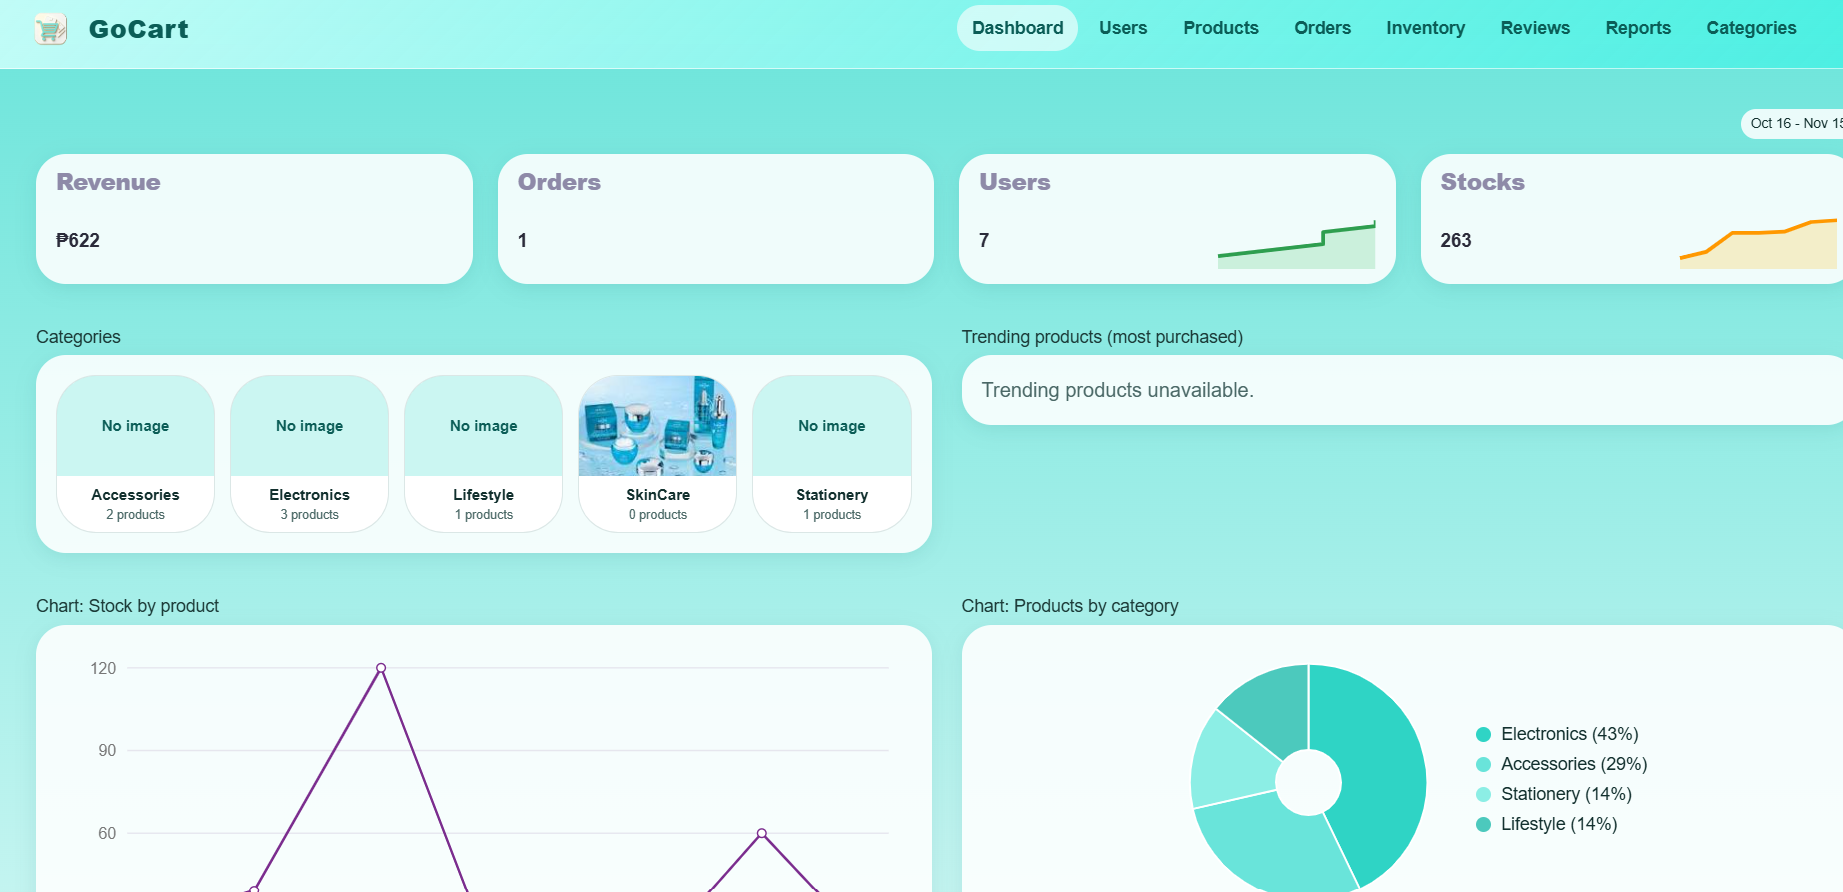 GoCart
Dashboard Users Products Orders Inventory Reviews Reports Categories
Oct 16 - Nov 15
Revenue
₱622
Orders
1
Users
7
Stocks
263
Categories
No image
Accessories
2 products
No image
Electronics
3 products
No image
Lifestyle
1 products
SkinCare
0 products
No image
Stationery
1 products
Trending products (most purchased)
Trending products unavailable.
Chart: Stock by product
120
90
60
Chart: Products by category
Electronics (43%)
Accessories (29%)
Stationery (14%)
Lifestyle (14%)